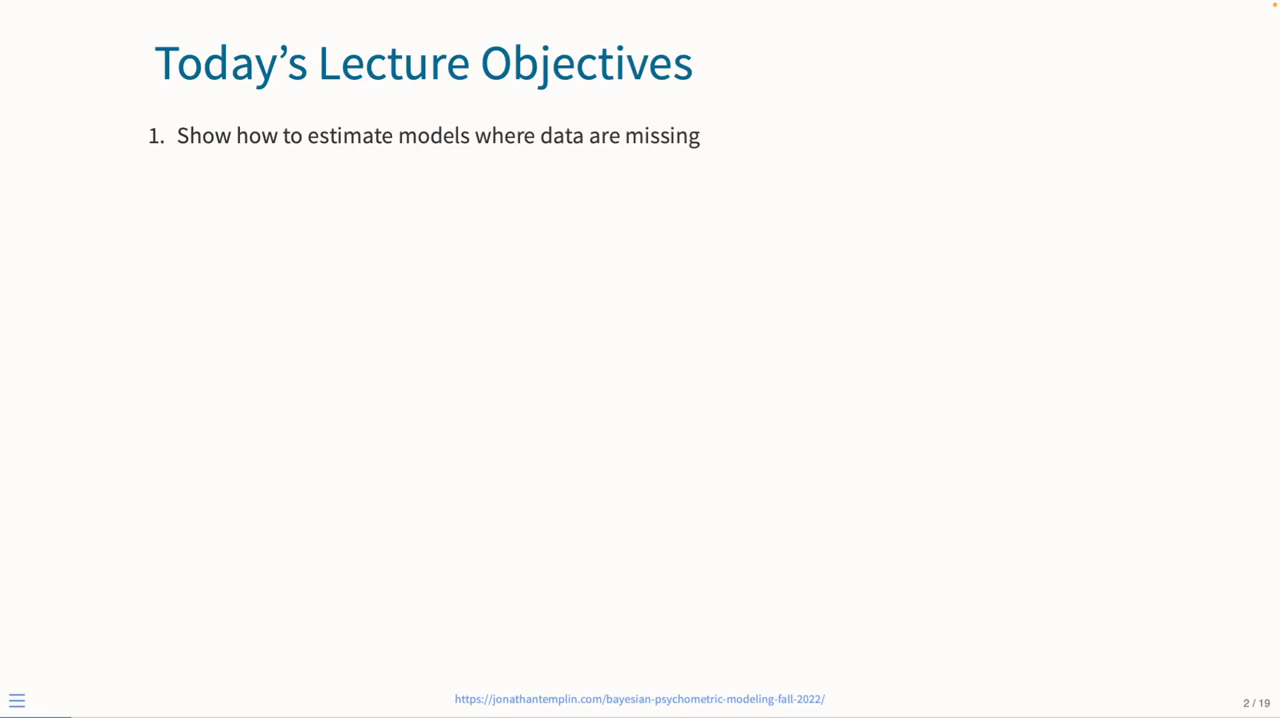 Today’s Lecture Objectives
1. Show how to estimate models where data are missing
https://jonathantemplin.com/bayesian-psychometric-modeling-fall-2022/
2 / 19